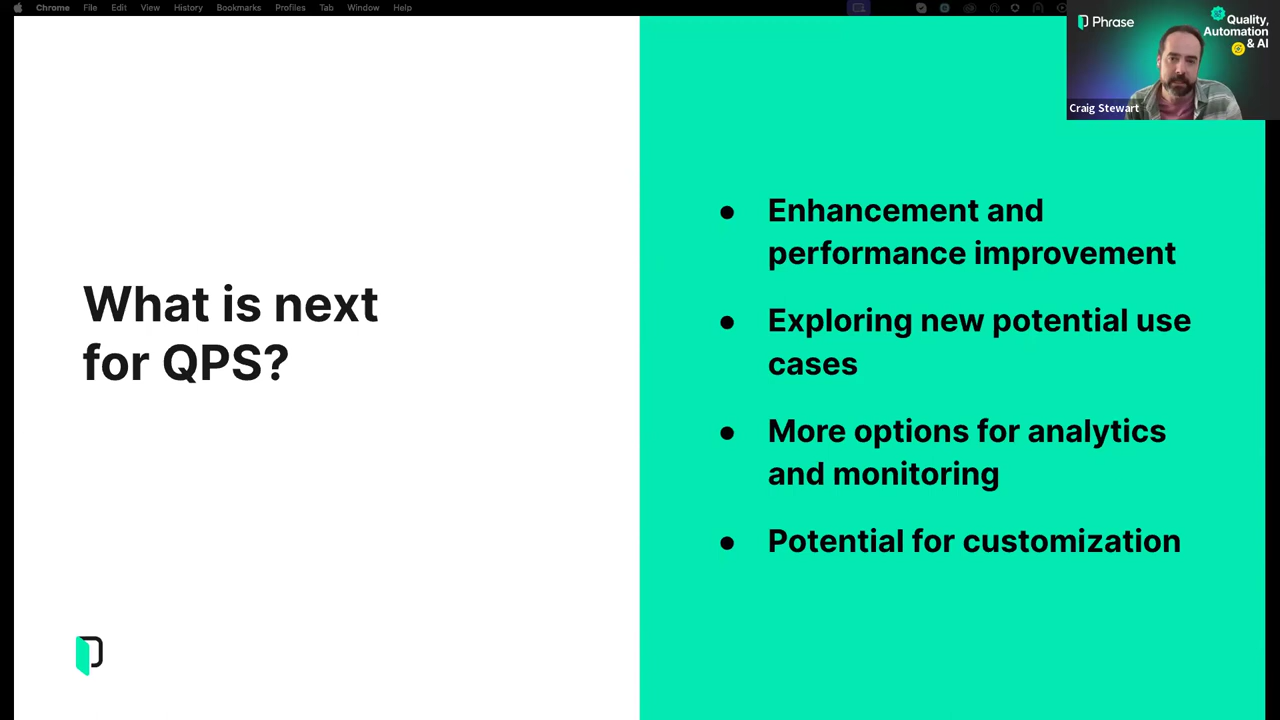 Chrome File Edit View History Bookmarks Profiles Tab Window Help
Phrase
Quality,
Automation
& AI
Craig Stewart
What is next
for QPS?
● Enhancement and
performance improvement
● Exploring new potential use
cases
● More options for analytics
and monitoring
● Potential for customization